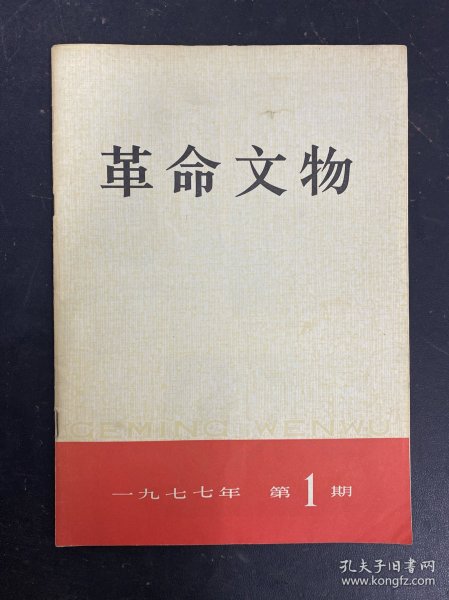 革命文物
GEMING WENWU
一九七七年 第1期
孔夫子旧书网
www.kongfz.com